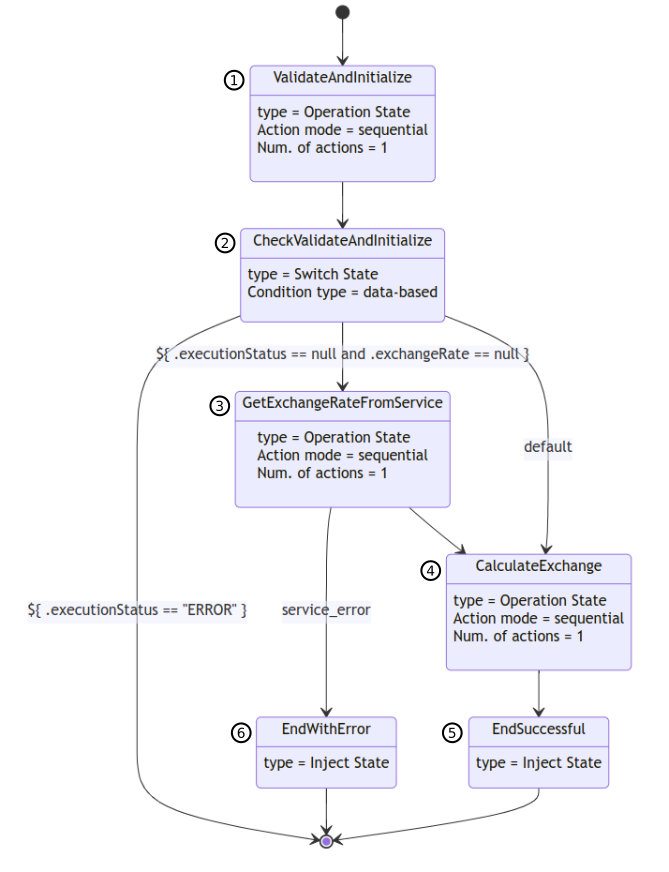 1
ValidateAndInitialize
type = Operation State
Action mode = sequential
Num. of actions = 1
2
CheckValidateAndInitialize
type = Switch State
Condition type = data-based
${ .executionStatus == null and .exchangeRate == null }
3
GetExchangeRateFromService
type = Operation State
Action mode = sequential
Num. of actions = 1
default
4
CalculateExchange
type = Operation State
Action mode = sequential
Num. of actions = 1
${ .executionStatus == "ERROR" }
service_error
6
EndWithError
type = Inject State
5
EndSuccessful
type = Inject State